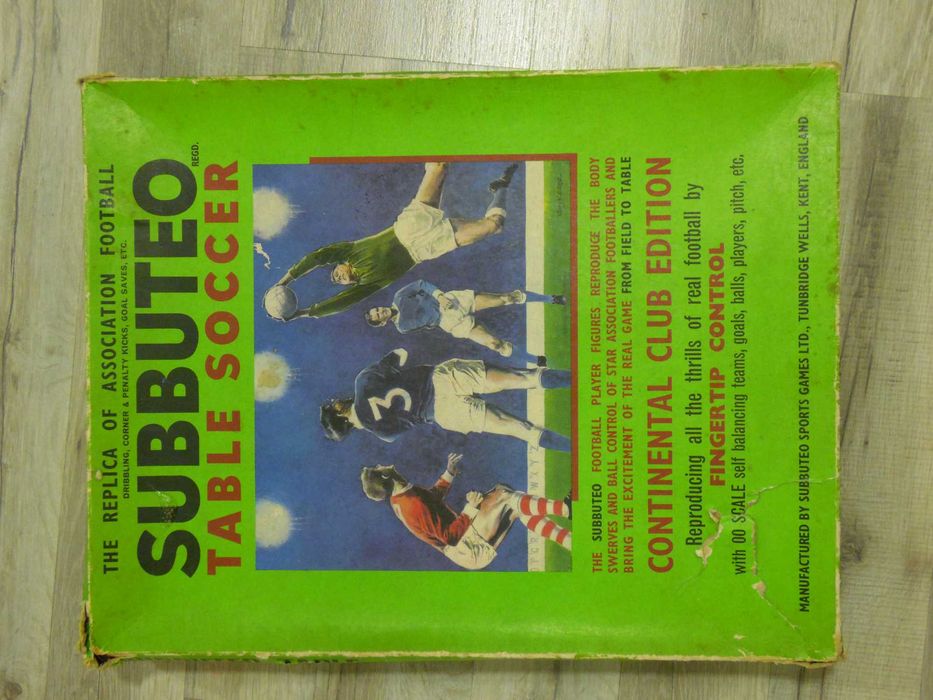 THE REPLICA OF ASSOCIATION FOOTBALL
DRIBBLING, CORNER & PENALTY KICKS, GOAL SAVES, ETC.
SUBBUTEO REGD.
TABLE SOCCER
3
THE SUBBUTEO FOOTBALL PLAYER FIGURES REPRODUCE THE BODY
SWERVES AND BALL CONTROL OF STAR ASSOCIATION FOOTBALLERS AND
BRING THE EXCITEMENT OF THE REAL GAME FROM FIELD TO TABLE
CONTINENTAL CLUB EDITION
Reproducing all the thrills of real football by
FINGERTIP CONTROL
with 00 SCALE self balancing teams, goals, balls, players, pitch, etc.
MANUFACTURED BY SUBBUTEO SPORTS GAMES LTD., TUNBRIDGE WELLS, KENT, ENGLAND